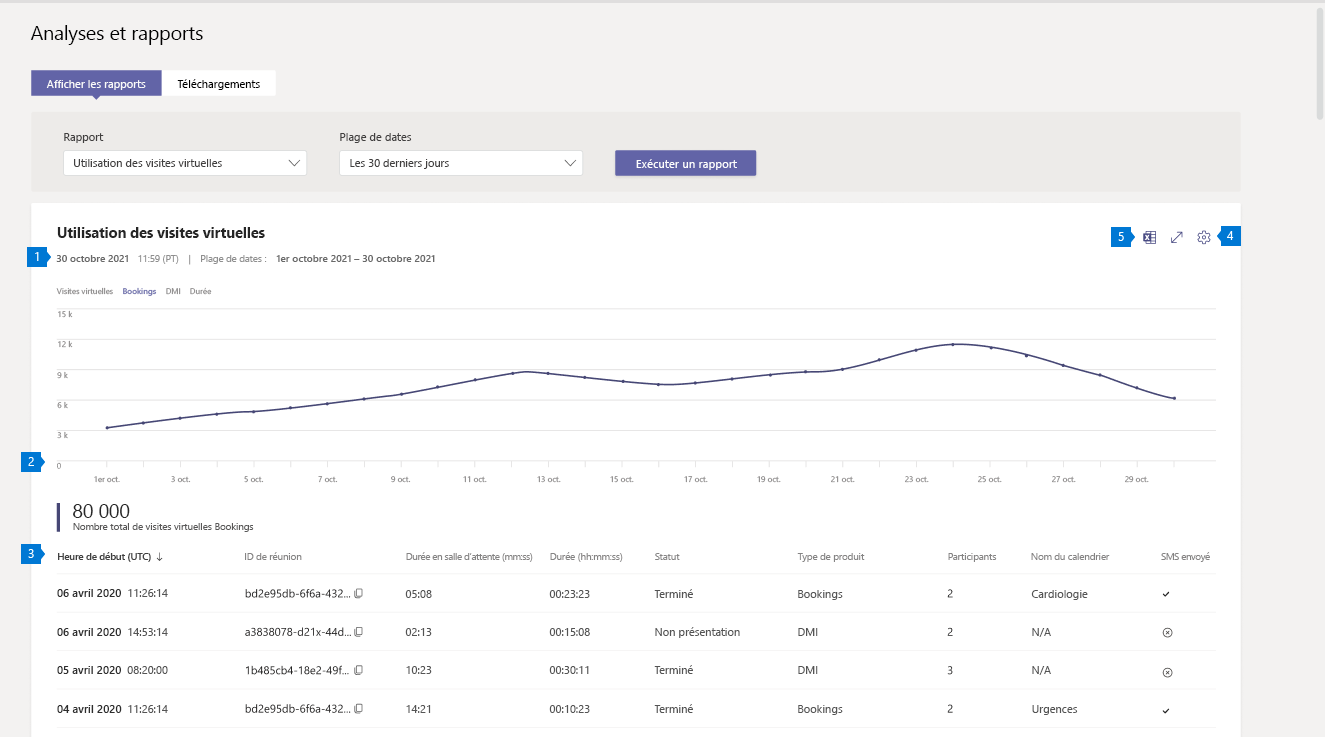 Analyses et rapports
Afficher les rapports Téléchargements
Rapport Plage de dates
Utilisation des visites virtuelles Les 30 derniers jours Exécuter un rapport
Utilisation des visites virtuelles 5 4
1 30 octobre 2021 11:59 (PT) | Plage de dates : 1er octobre 2021 – 30 octobre 2021
Visites virtuelles Bookings DMI Durée
15 k
12 k
9 k
6 k
3 k
2 0
1er oct. 3 oct. 5 oct. 7 oct. 9 oct. 11 oct. 13 oct. 15 oct. 17 oct. 19 oct. 21 oct. 23 oct. 25 oct. 27 oct. 29 oct.
80 000
Nombre total de visites virtuelles Bookings
3 Heure de début (UTC) ↓ ID de réunion Durée en salle d'attente (mm:ss) Durée (hh:mm:ss) Statut Type de produit Participants Nom du calendrier SMS envoyé
06 avril 2020 11:26:14 bd2e95db-6f6a-432... 05:08 00:23:23 Terminé Bookings 2 Cardiologie
06 avril 2020 14:53:14 a3838078-d21x-44d... 02:13 00:15:08 Non présentation DMI 2 N/A
05 avril 2020 08:20:00 1b485cb4-18e2-49f... 10:23 00:30:11 Terminé DMI 3 N/A
04 avril 2020 11:26:14 bd2e95db-6f6a-432... 14:21 00:10:23 Terminé Bookings 2 Urgences